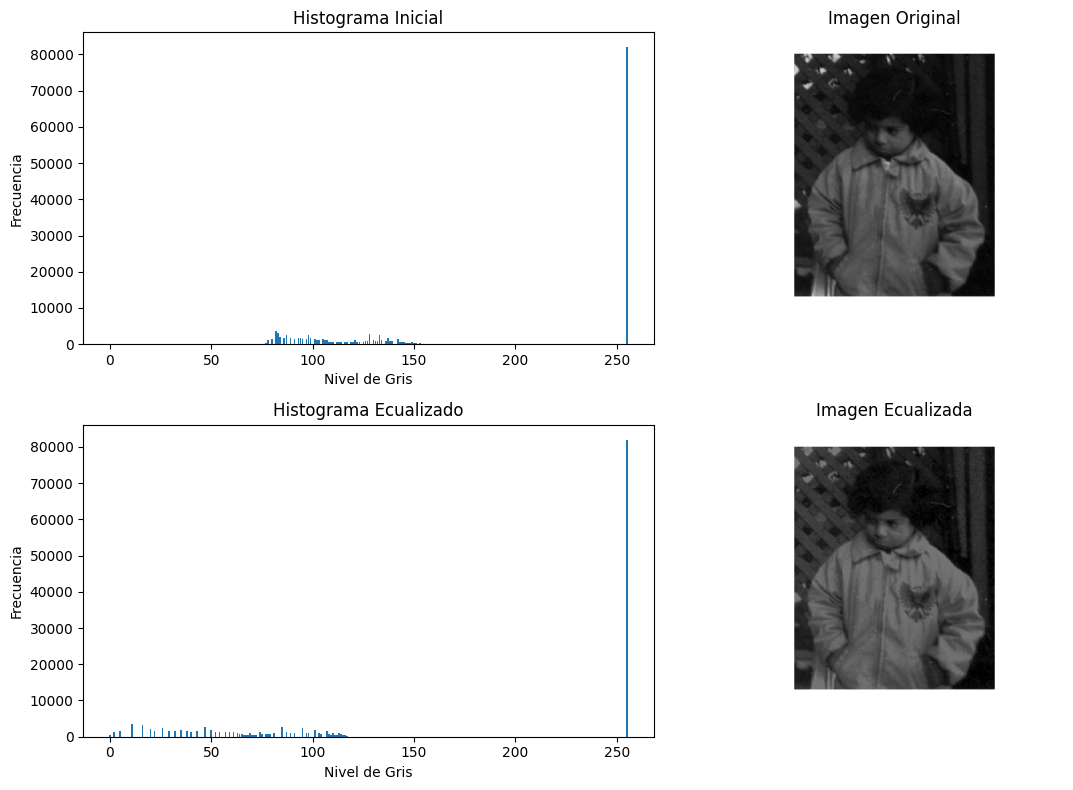 Histograma Inicial
Imagen Original
80000
70000
60000
50000
40000
30000
20000
10000
0
Frecuencia
0 50 100 150 200 250
Nivel de Gris
Histograma Ecualizado
Imagen Ecualizada
80000
70000
60000
50000
40000
30000
20000
10000
0
Frecuencia
0 50 100 150 200 250
Nivel de Gris